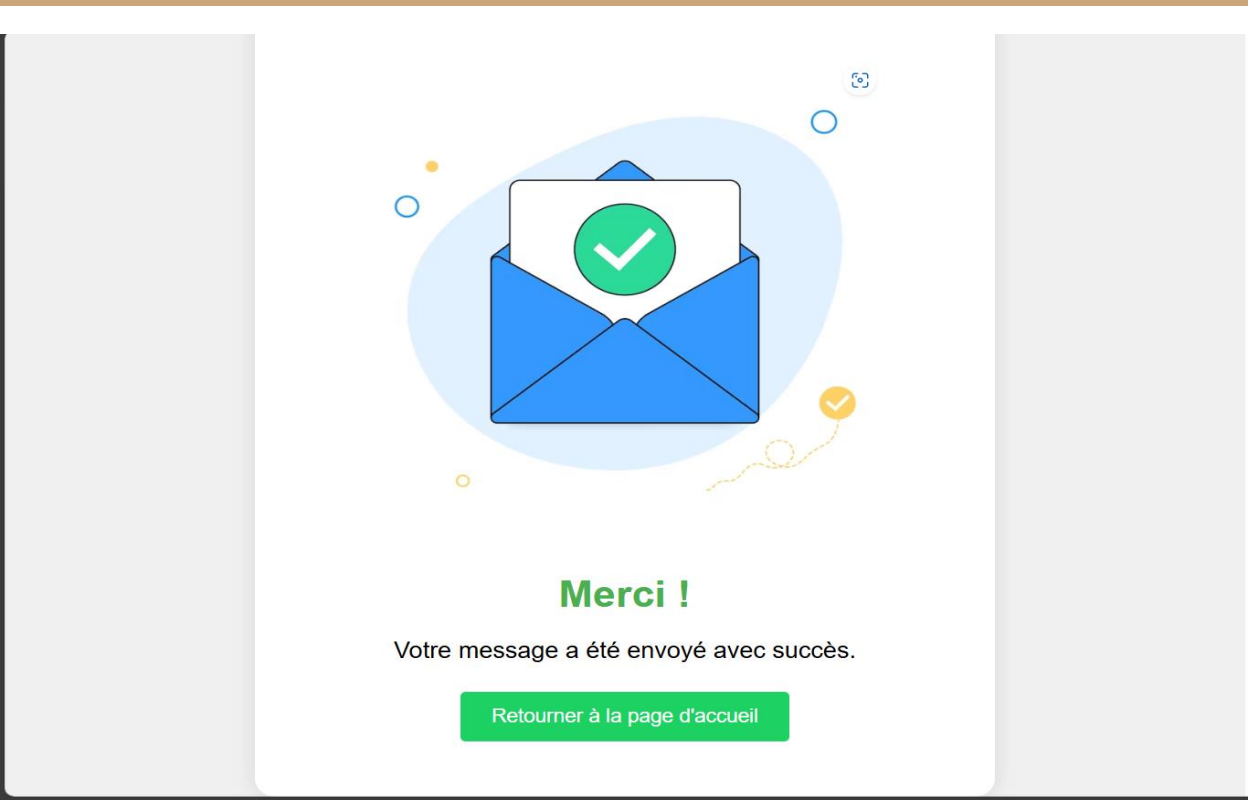 Merci !
Votre message a été envoyé avec succès.
Retourner à la page d'accueil